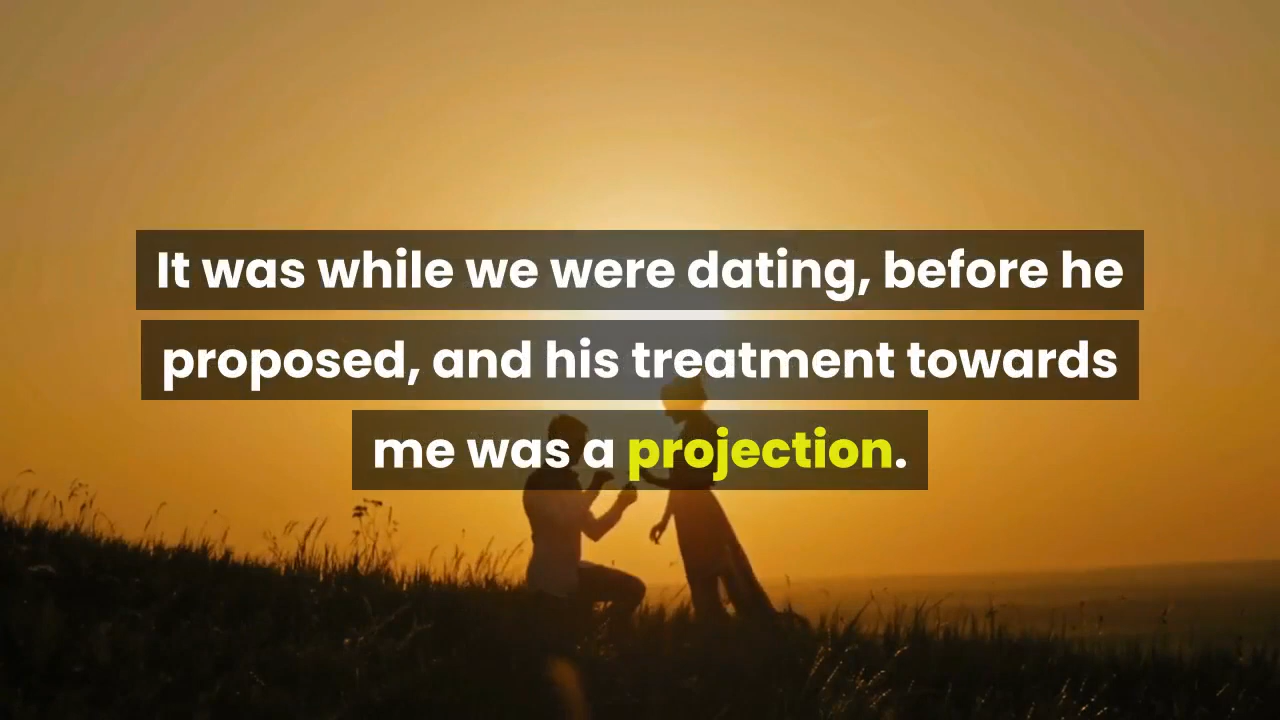 It was while we were dating, before he
proposed, and his treatment towards
me was a projection.